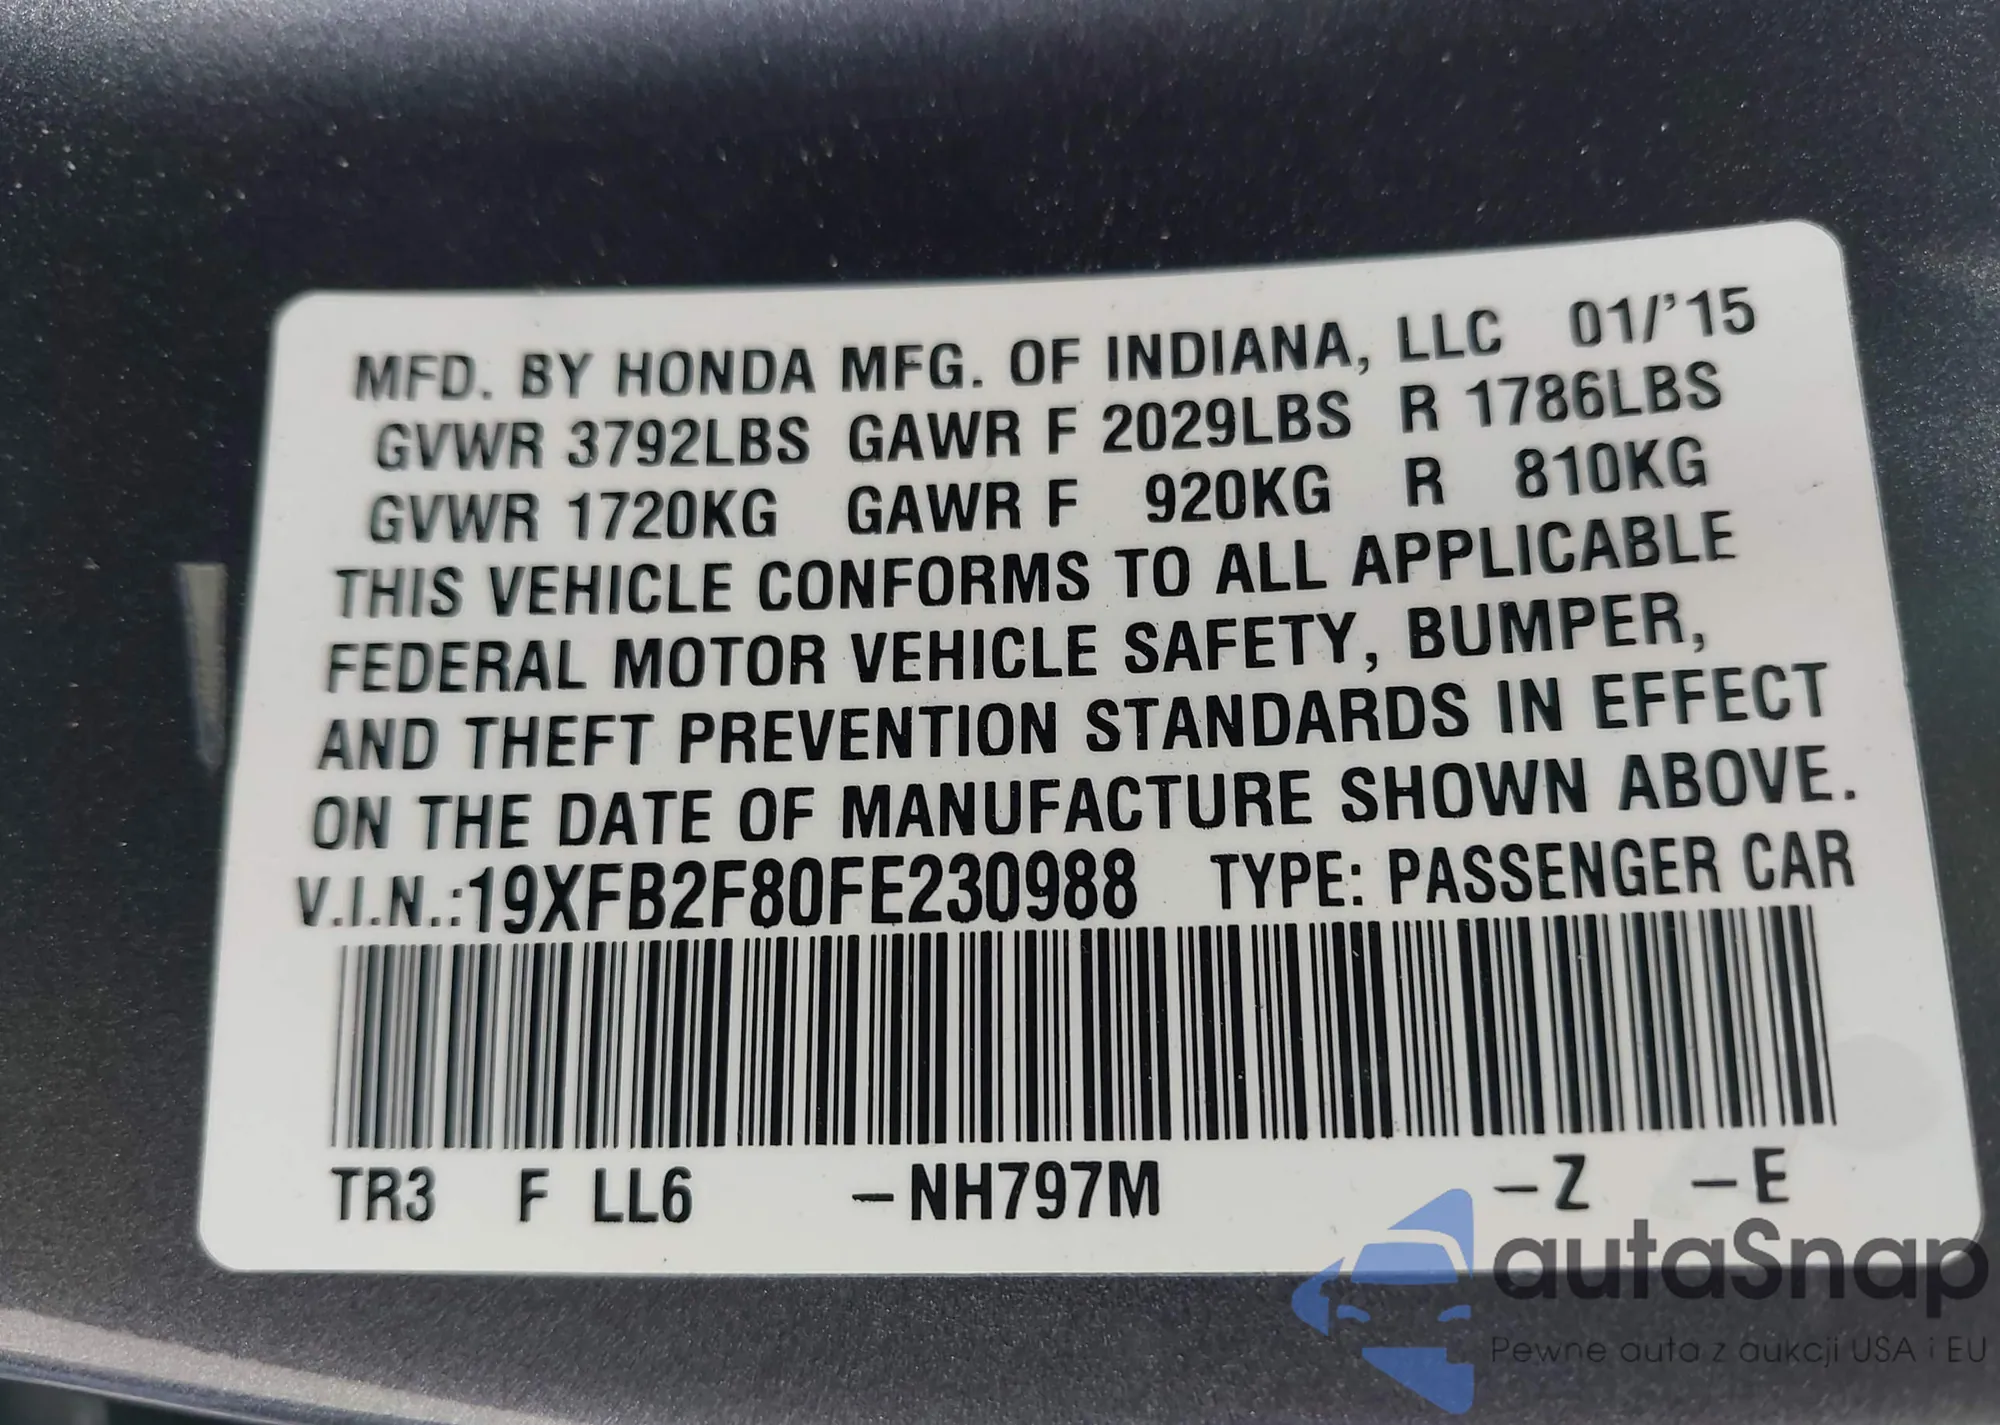 MFD. BY HONDA MFG. OF INDIANA, LLC 01/'15
GVWR 3792LBS GAWR F 2029LBS R 1786LBS
GVWR 1720KG GAWR F 920KG R 810KG
THIS VEHICLE CONFORMS TO ALL APPLICABLE
FEDERAL MOTOR VEHICLE SAFETY, BUMPER,
AND THEFT PREVENTION STANDARDS IN EFFECT
ON THE DATE OF MANUFACTURE SHOWN ABOVE.
V.I.N.:19XFB2F80FE230988 TYPE: PASSENGER CAR
TR3 F LL6 –NH797M –Z –E
autaSnap
Pewne auta z aukcji USA i EU